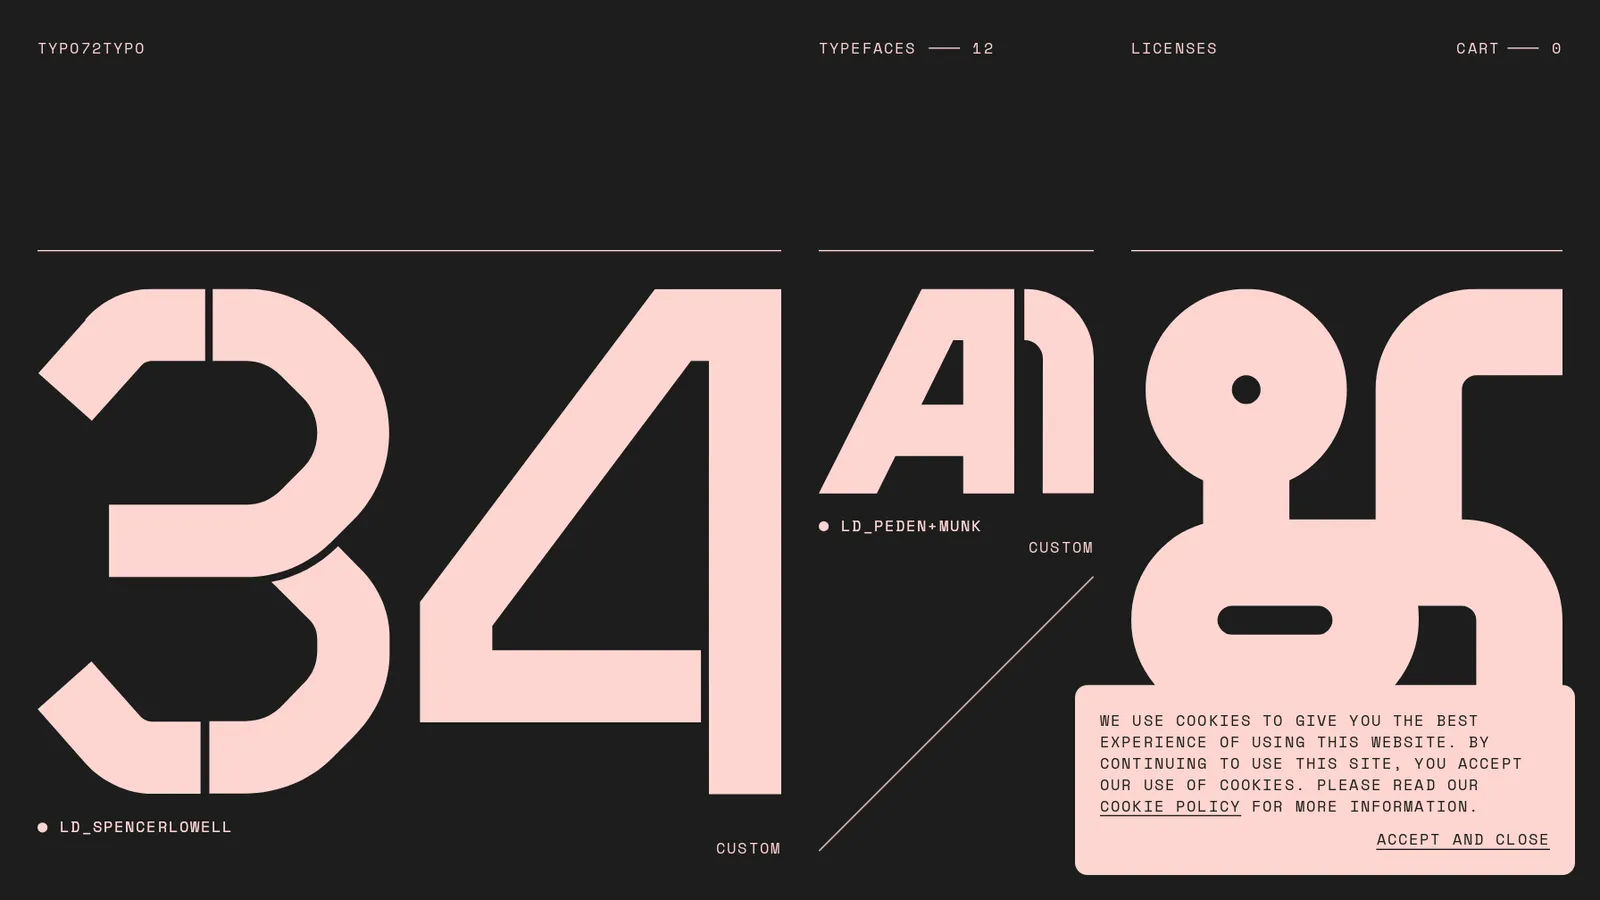 TYPO72TYPO
TYPEFACES — 12
LICENSES
CART — 0
34
An
gr
LD_SPENCERLOWELL
CUSTOM
LD_PEDEN+MUNK
CUSTOM
WE USE COOKIES TO GIVE YOU THE BEST
EXPERIENCE OF USING THIS WEBSITE. BY
CONTINUING TO USE THIS SITE, YOU ACCEPT
OUR USE OF COOKIES. PLEASE READ OUR
COOKIE POLICY FOR MORE INFORMATION.
ACCEPT AND CLOSE